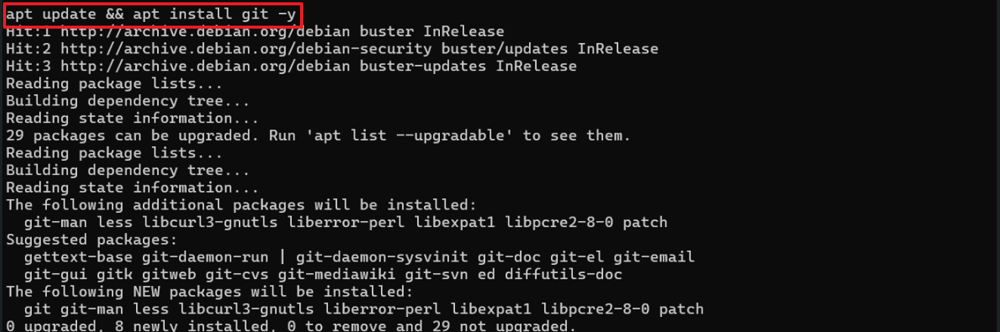 apt update && apt install git -y
Hit:1 http://archive.debian.org/debian buster InRelease
Hit:2 http://archive.debian.org/debian-security buster/updates InRelease
Hit:3 http://archive.debian.org/debian buster-updates InRelease
Reading package lists...
Building dependency tree...
Reading state information...
29 packages can be upgraded. Run 'apt list --upgradable' to see them.
Reading package lists...
Building dependency tree...
Reading state information...
The following additional packages will be installed:
  git-man less libcurl3-gnutls liberror-perl libexpat1 libpcre2-8-0 patch
Suggested packages:
  gettext-base git-daemon-run | git-daemon-sysvinit git-doc git-el git-email
  git-gui gitk gitweb git-cvs git-mediawiki git-svn ed diffutils-doc
The following NEW packages will be installed:
  git git-man less libcurl3-gnutls liberror-perl libexpat1 libpcre2-8-0 patch
0 upgraded, 8 newly installed, 0 to remove and 29 not upgraded.